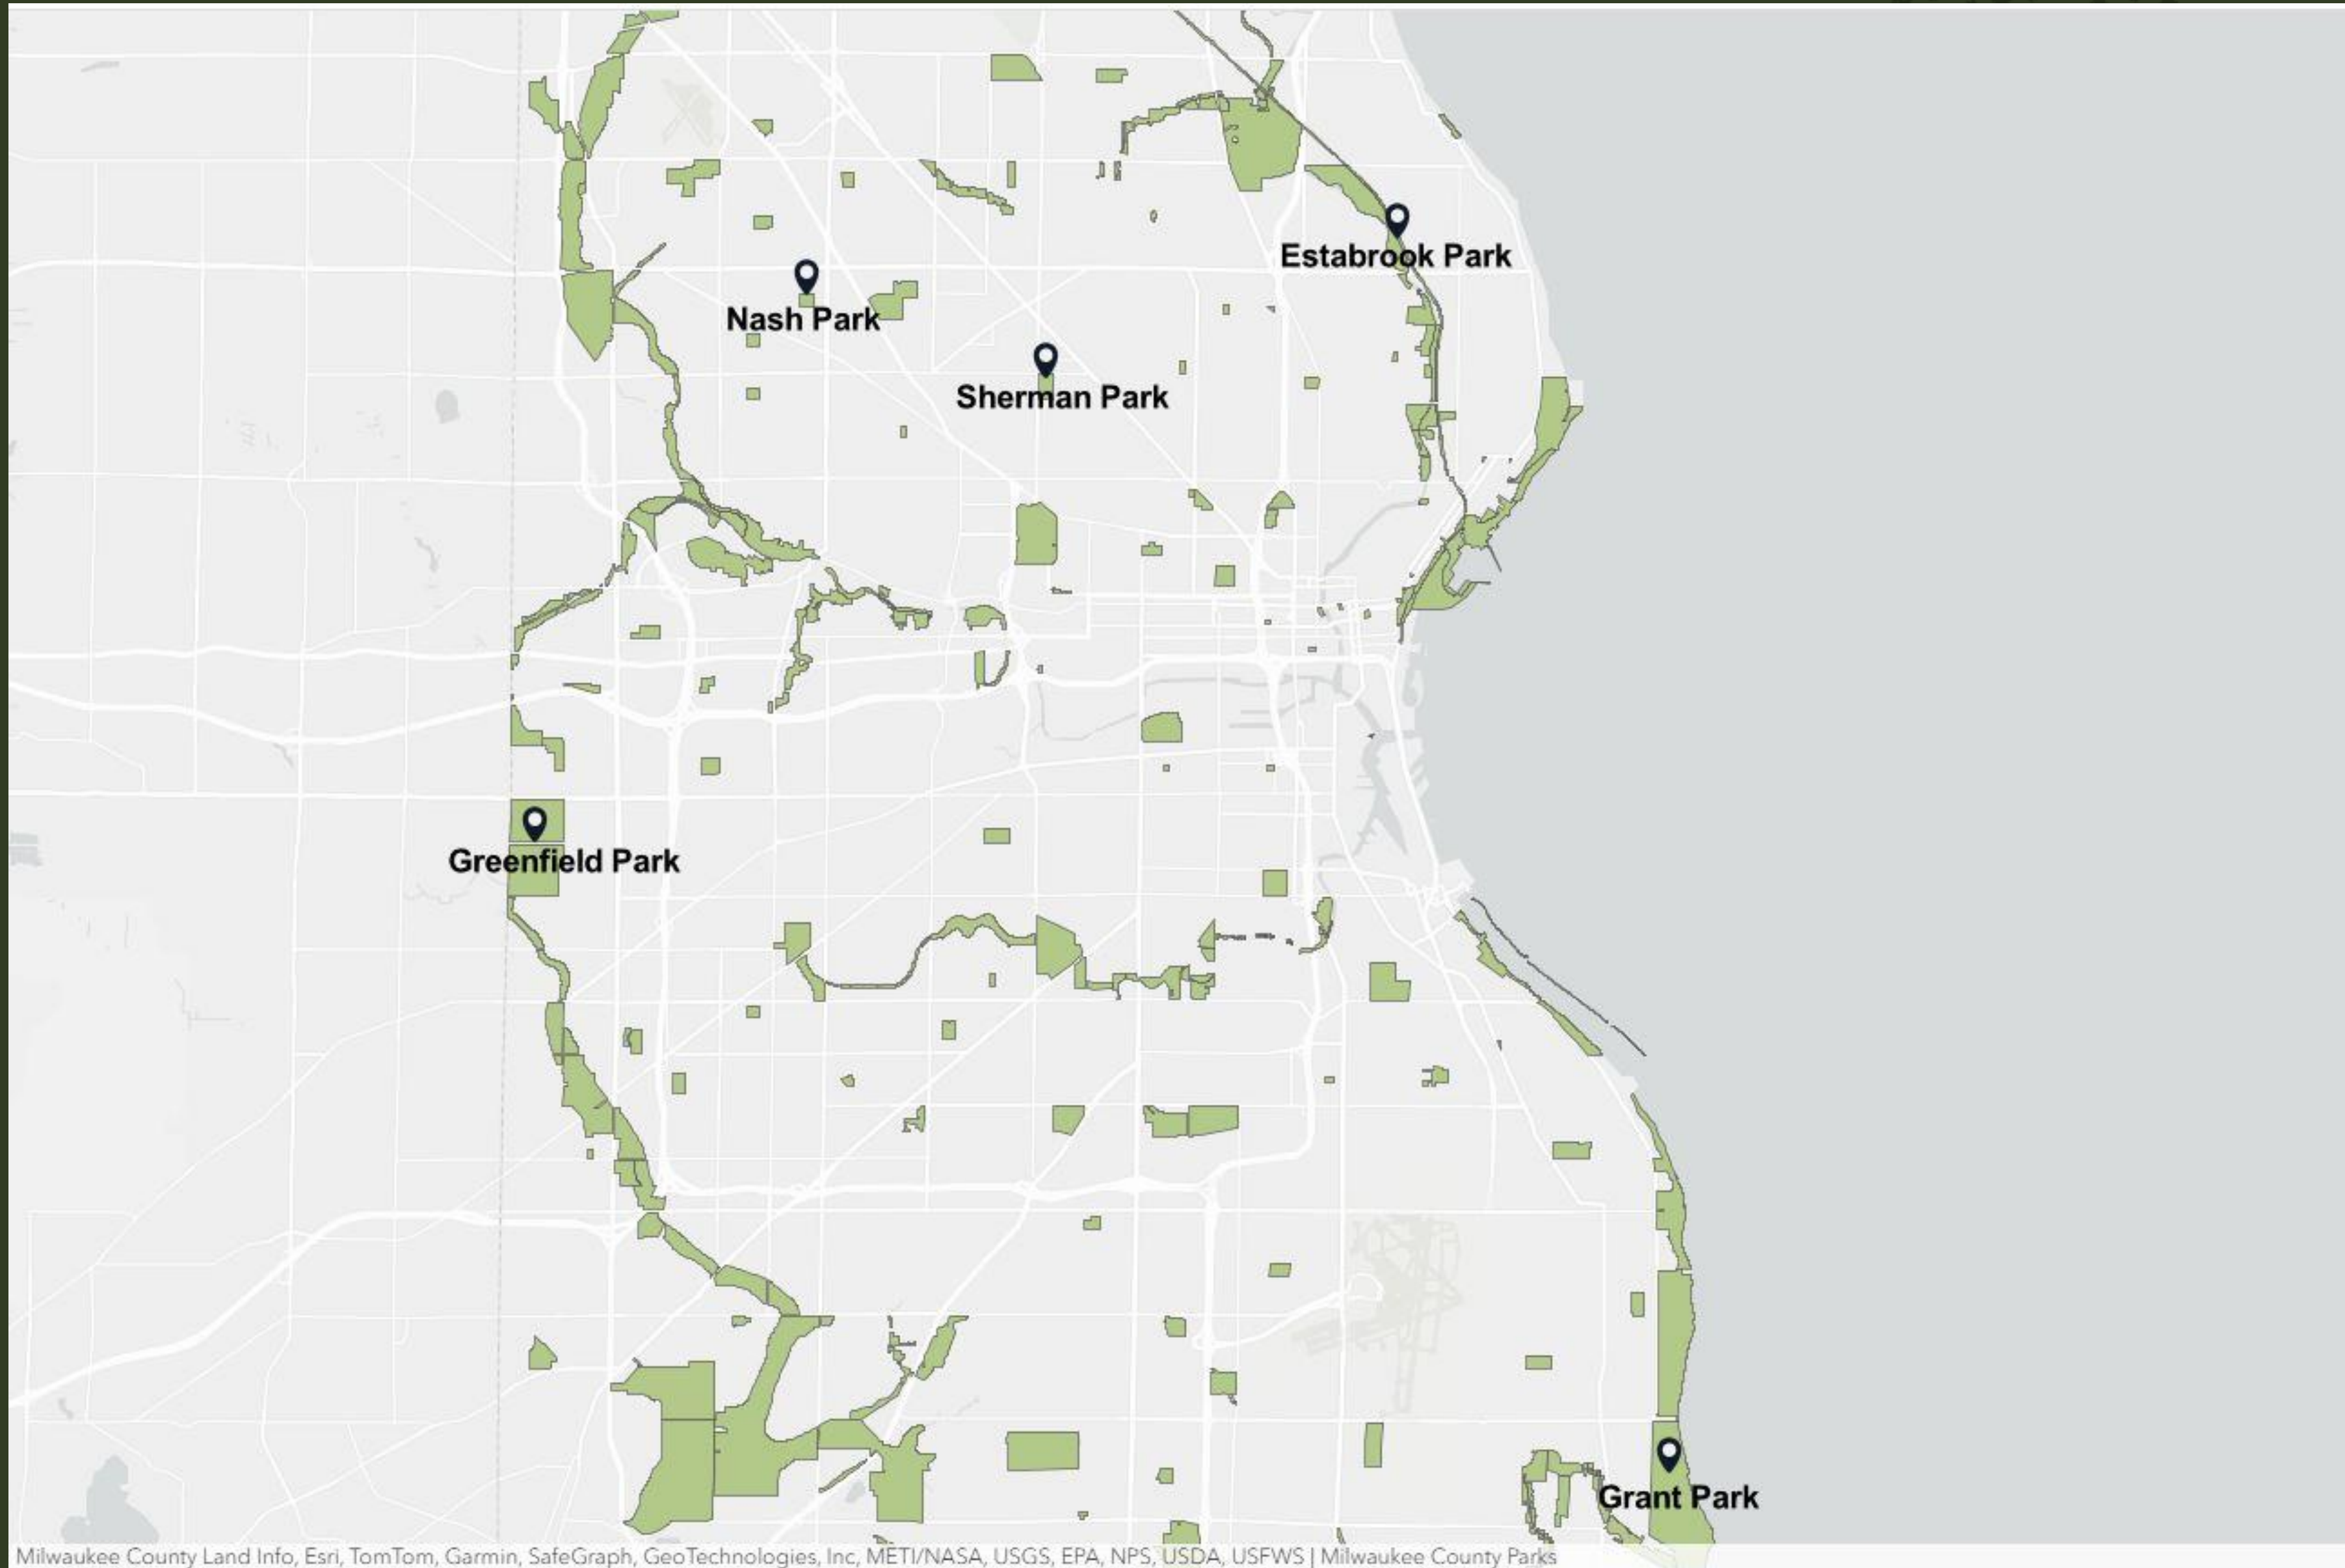 Estabrook Park
Nash Park
Sherman Park
Greenfield Park
Grant Park
Milwaukee County Land Info, Esri, TomTom, Garmin, SafeGraph, GeoTechnologies, Inc, METI/NASA, USGS, EPA, NPS, USDA, USFWS | Milwaukee County Parks